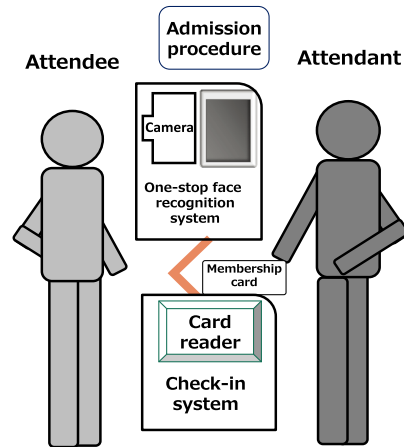 Admission
procedure
Attendee
Attendant
Camera
One-stop face
recognition
system
Membership
card
Card
reader
Check-in
system